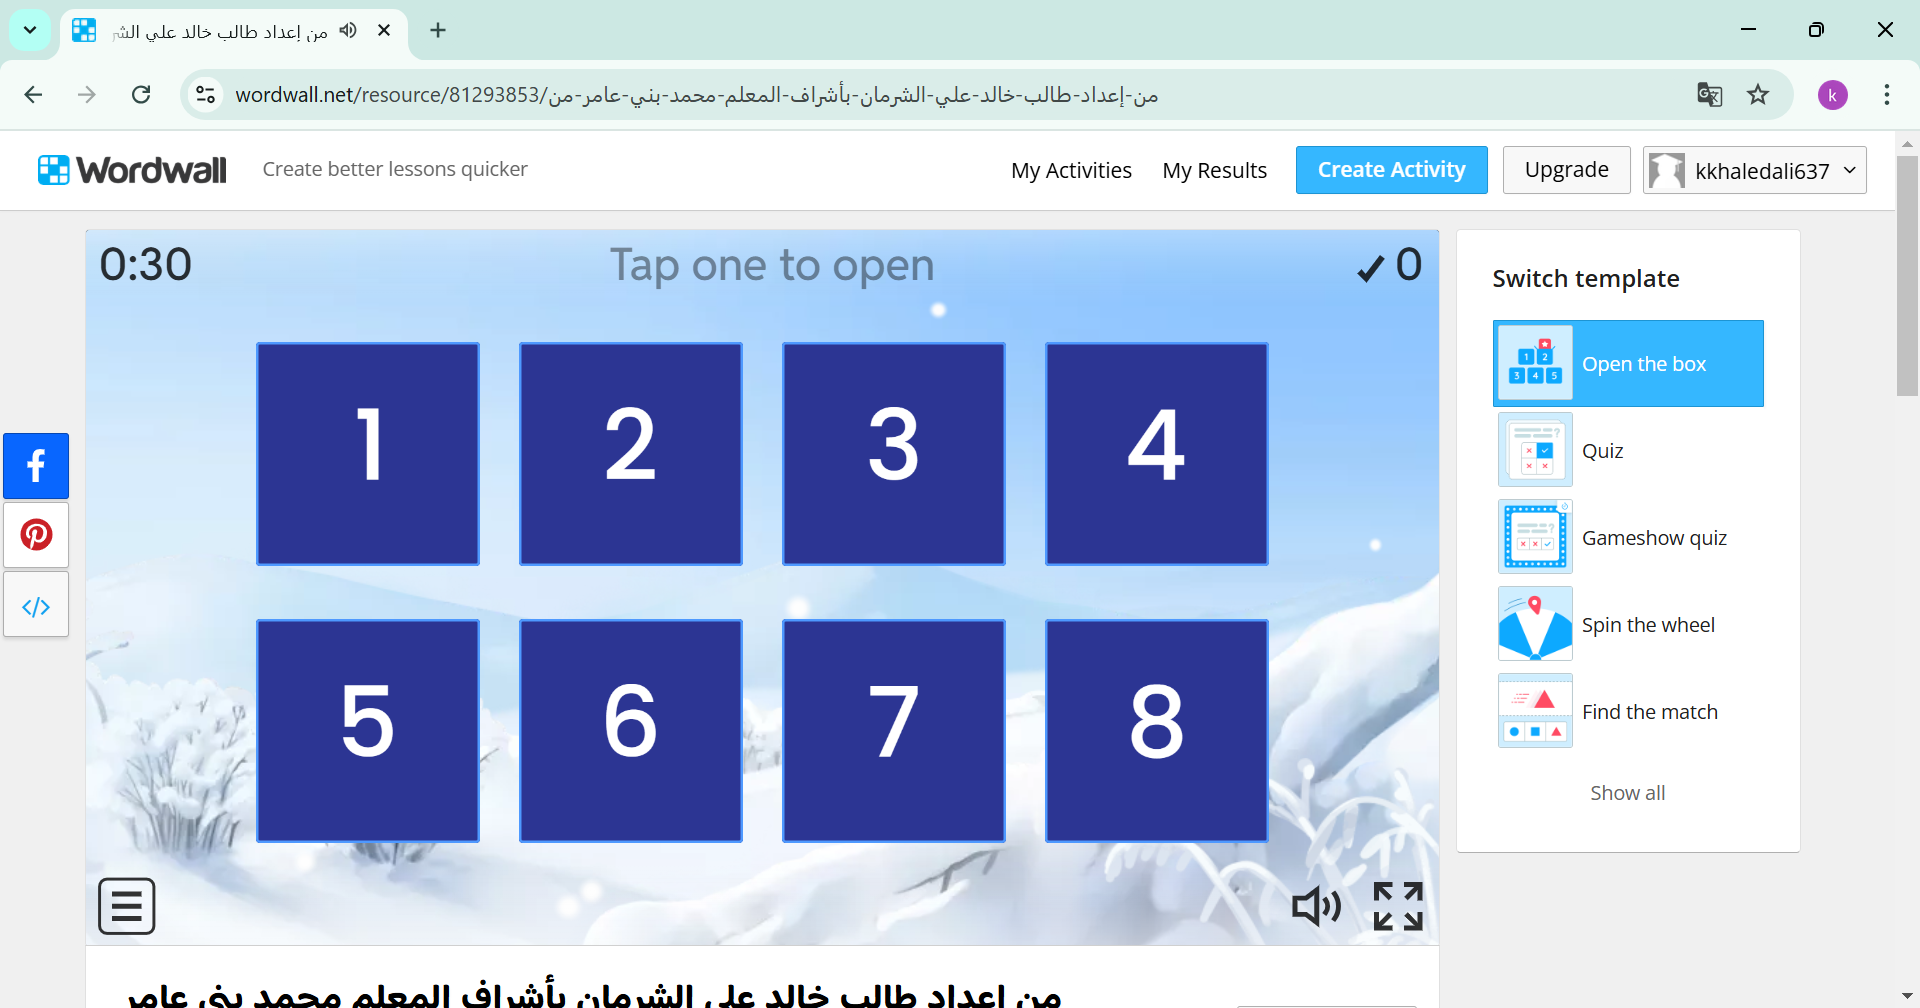 من إعداد طالب خالد علي الشر
wordwall.net/resource/81293853/من-إعداد-طالب-خالد-علي-الشرمان-بأشراف-المعلم-محمد-بني-عامر-من
k
Wordwall
Create better lessons quicker
My Activities
My Results
Create Activity
Upgrade
kkhaledali637
0:30
Tap one to open
0
1
2
3
4
5
6
7
8
Switch template
Open the box
Quiz
Gameshow quiz
Spin the wheel
Find the match
Show all
من إعداد طالب خالد علي الشرمان بأشراف المعلم محمد بني عامر